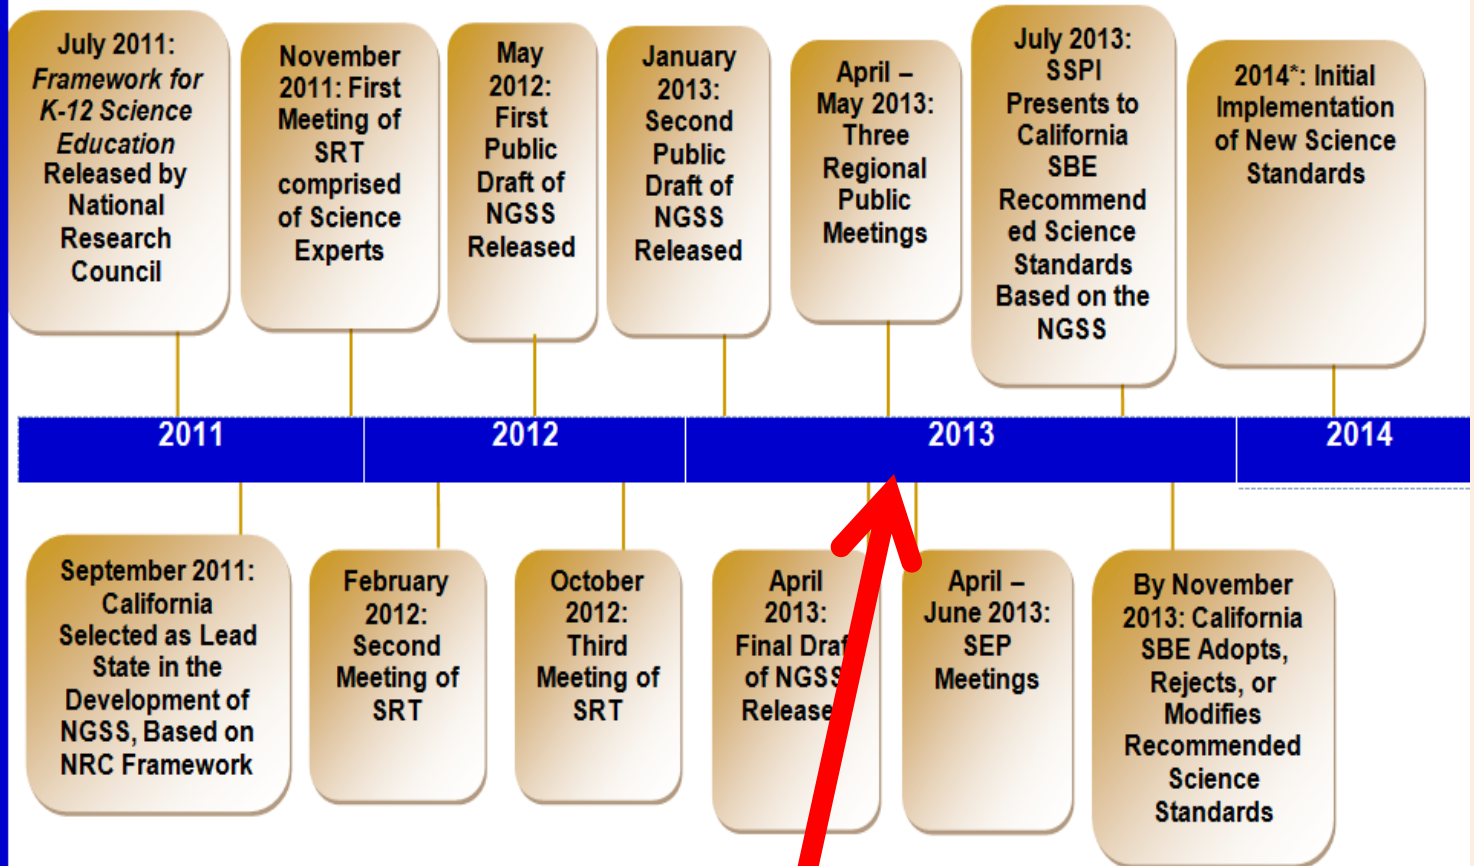 July 2011:
Framework for
K-12 Science
Education
Released by
National
Research
Council
November
2011: First
Meeting of
SRT
comprised
of Science
Experts
May
2012:
First
Public
Draft of
NGSS
Released
January
2013:
Second
Public
Draft of
NGSS
Released
April –
May 2013:
Three
Regional
Public
Meetings
July 2013:
SSPI
Presents to
California
SBE
Recommend
ed Science
Standards
Based on the
NGSS
2014*: Initial
Implementation
of New Science
Standards
2011
2012
2013
2014
September 2011:
California
Selected as Lead
State in the
Development of
NGSS, Based on
NRC Framework
February
2012:
Second
Meeting of
SRT
October
2012:
Third
Meeting of
SRT
April
2013:
Final Draf
of NGSS
Release
April –
June 2013:
SEP
Meetings
By November
2013: California
SBE Adopts,
Rejects, or
Modifies
Recommended
Science
Standards